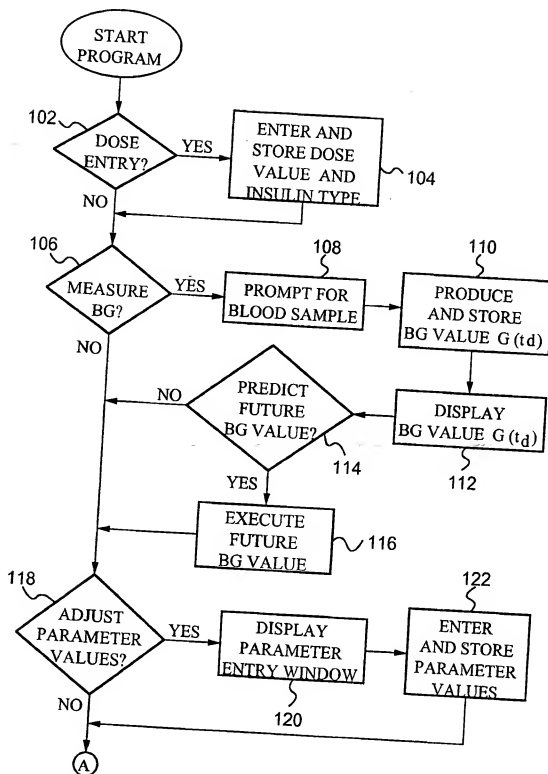 START
PROGRAM
102
DOSE
ENTRY?
YES
NO
ENTER AND
STORE DOSE
VALUE AND
INSULIN TYPE
104
106
MEASURE
BG?
YES
NO
108
PROMPT FOR
BLOOD SAMPLE
110
PRODUCE
AND STORE
BG VALUE G (td)
DISPLAY
BG VALUE G (td)
112
PREDICT
FUTURE
BG VALUE?
114
NO
YES
EXECUTE
FUTURE
BG VALUE
116
118
ADJUST
PARAMETER
VALUES?
YES
NO
DISPLAY
PARAMETER
ENTRY WINDOW
120
122
ENTER
AND STORE
PARAMETER
VALUES
A